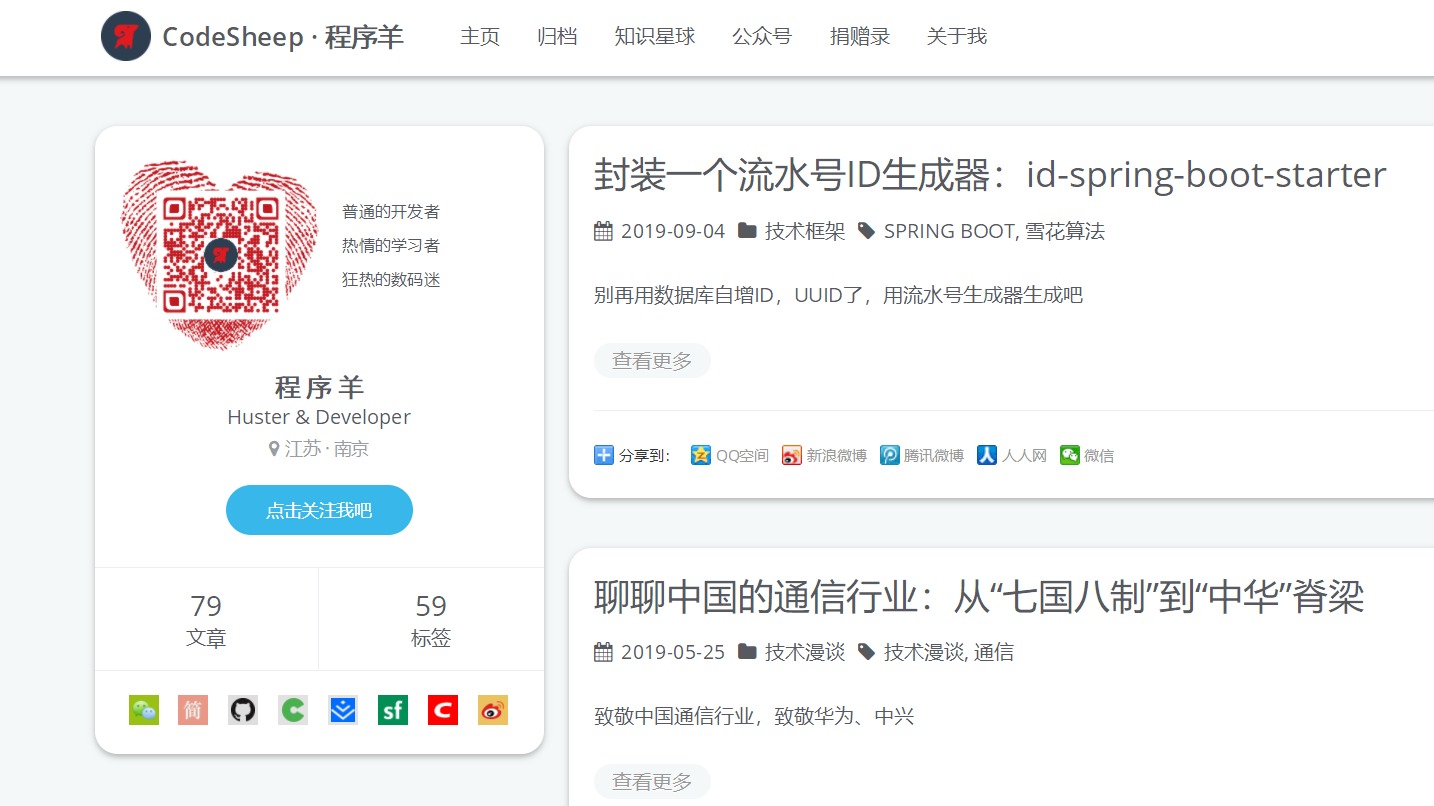 CodeSheep · 程序羊
主页 归档 知识星球 公众号 捐赠录 关于我
普通的开发者
热情的学习者
狂热的数码迷
程序羊
Huster & Developer
江苏 · 南京
点击关注我吧
79 59
文章 标签
简 sf
封装一个流水号ID生成器：id-spring-boot-starter
2019-09-04 技术框架 SPRING BOOT, 雪花算法
别再用数据库自增ID，UUID了，用流水号生成器生成吧
查看更多
分享到： QQ空间 新浪微博 腾讯微博 人人网 微信
聊聊中国的通信行业：从“七国八制”到“中华”脊梁
2019-05-25 技术漫谈 技术漫谈, 通信
致敬中国通信行业，致敬华为、中兴
查看更多